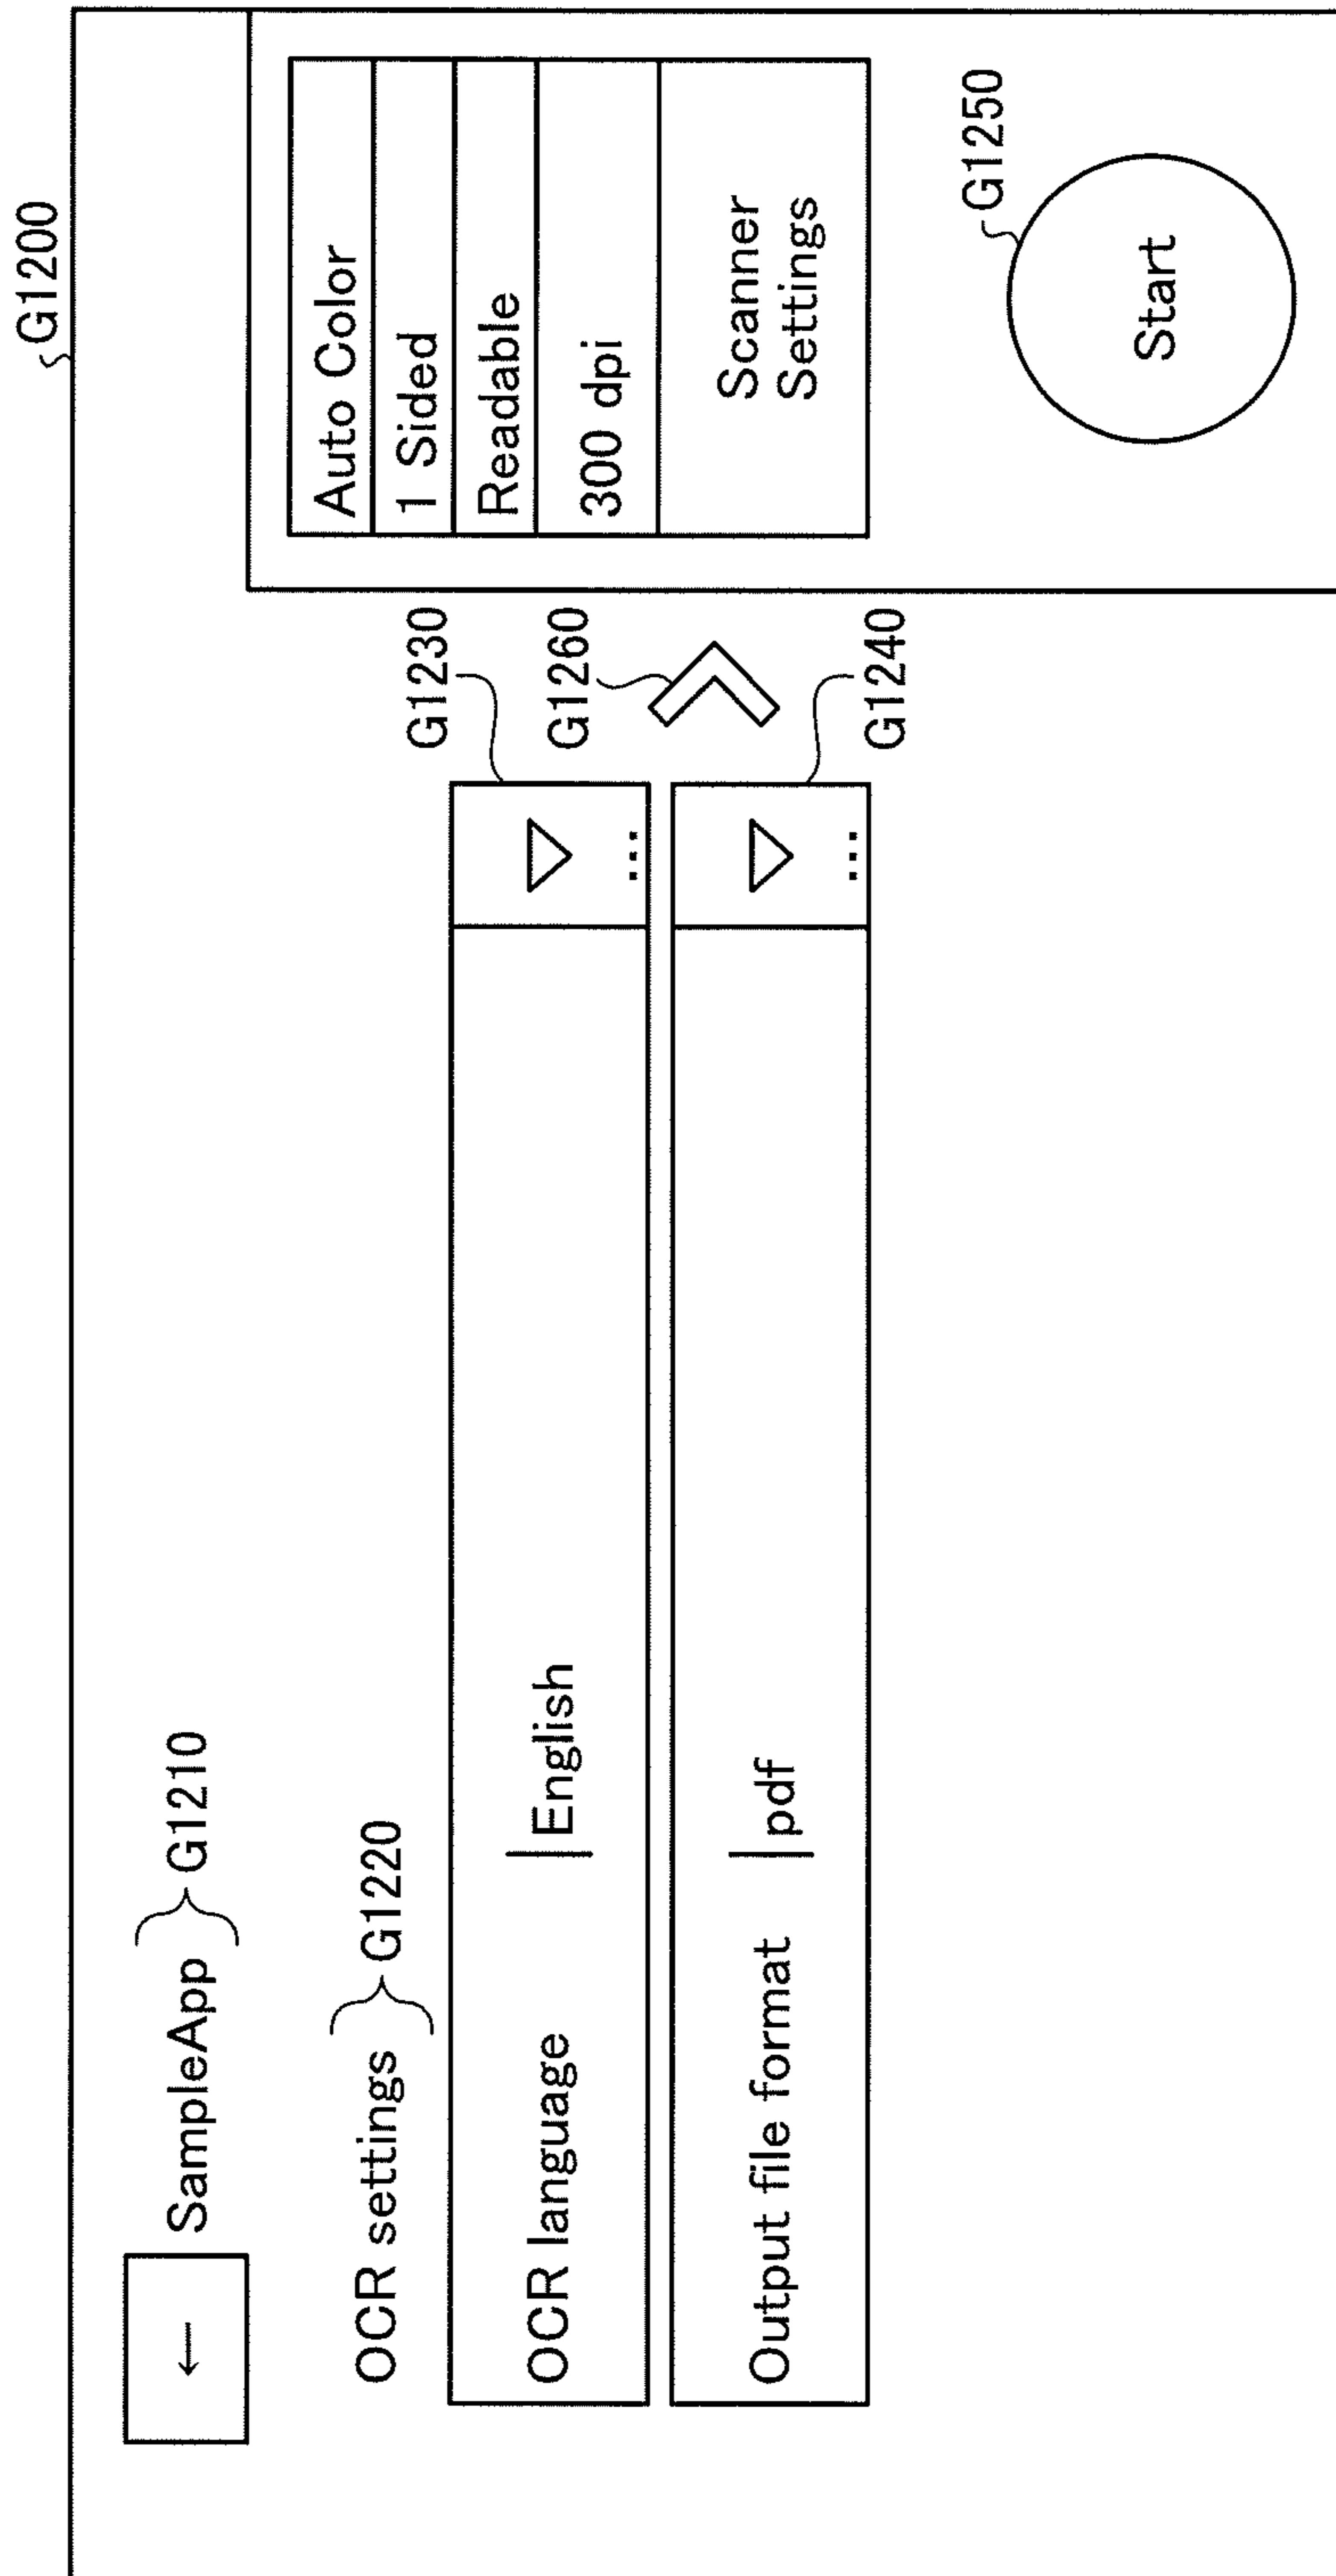 G1200
← SampleApp G1210
OCR settings G1220
OCR language English
...
G1230
Output file format pdf
...
G1260
G1240
Auto Color
1 Sided
Readable
300 dpi
Scanner
Settings
G1250
Start